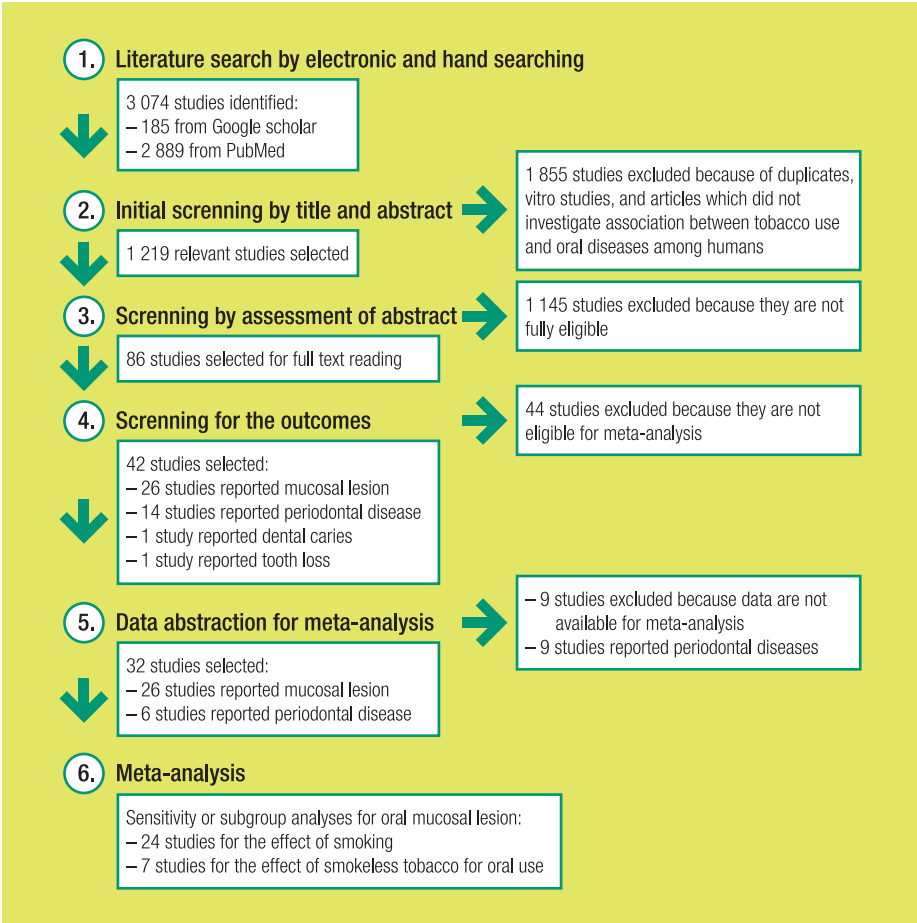 1. Literature search by electronic and hand searching
3 074 studies identified:
– 185 from Google scholar
– 2 889 from PubMed
1 855 studies excluded because of duplicates,
vitro studies, and articles which did not
investigate association between tobacco use
and oral diseases among humans
2. Initial screnning by title and abstract
1 219 relevant studies selected
1 145 studies excluded because they are not
fully eligible
3. Screnning by assessment of abstract
86 studies selected for full text reading
44 studies excluded because they are not
eligible for meta-analysis
4. Screnning for the outcomes
42 studies selected:
– 26 studies reported mucosal lesion
– 14 studies reported periodontal disease
– 1 study reported dental caries
– 1 study reported tooth loss
– 9 studies excluded because data are not
available for meta-analysis
– 9 studies reported periodontal diseases
5. Data abstraction for meta-analysis
32 studies selected:
– 26 studies reported mucosal lesion
– 6 studies reported periodontal disease
6. Meta-analysis
Sensitivity or subgroup analyses for oral mucosal lesion:
– 24 studies for the effect of smoking
– 7 studies for the effect of smokeless tobacco for oral use